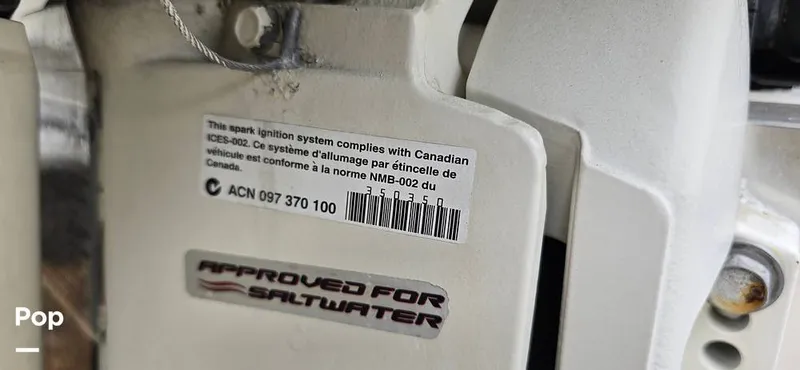 This spark ignition system complies with Canadian
ICES-002. Ce système d'allumage par étincelle de
véhicule est conforme à la norme NMB-002 du
Canada.
350350
ACN 097 370 100
APPROVED FOR
SALTWATER
Pop